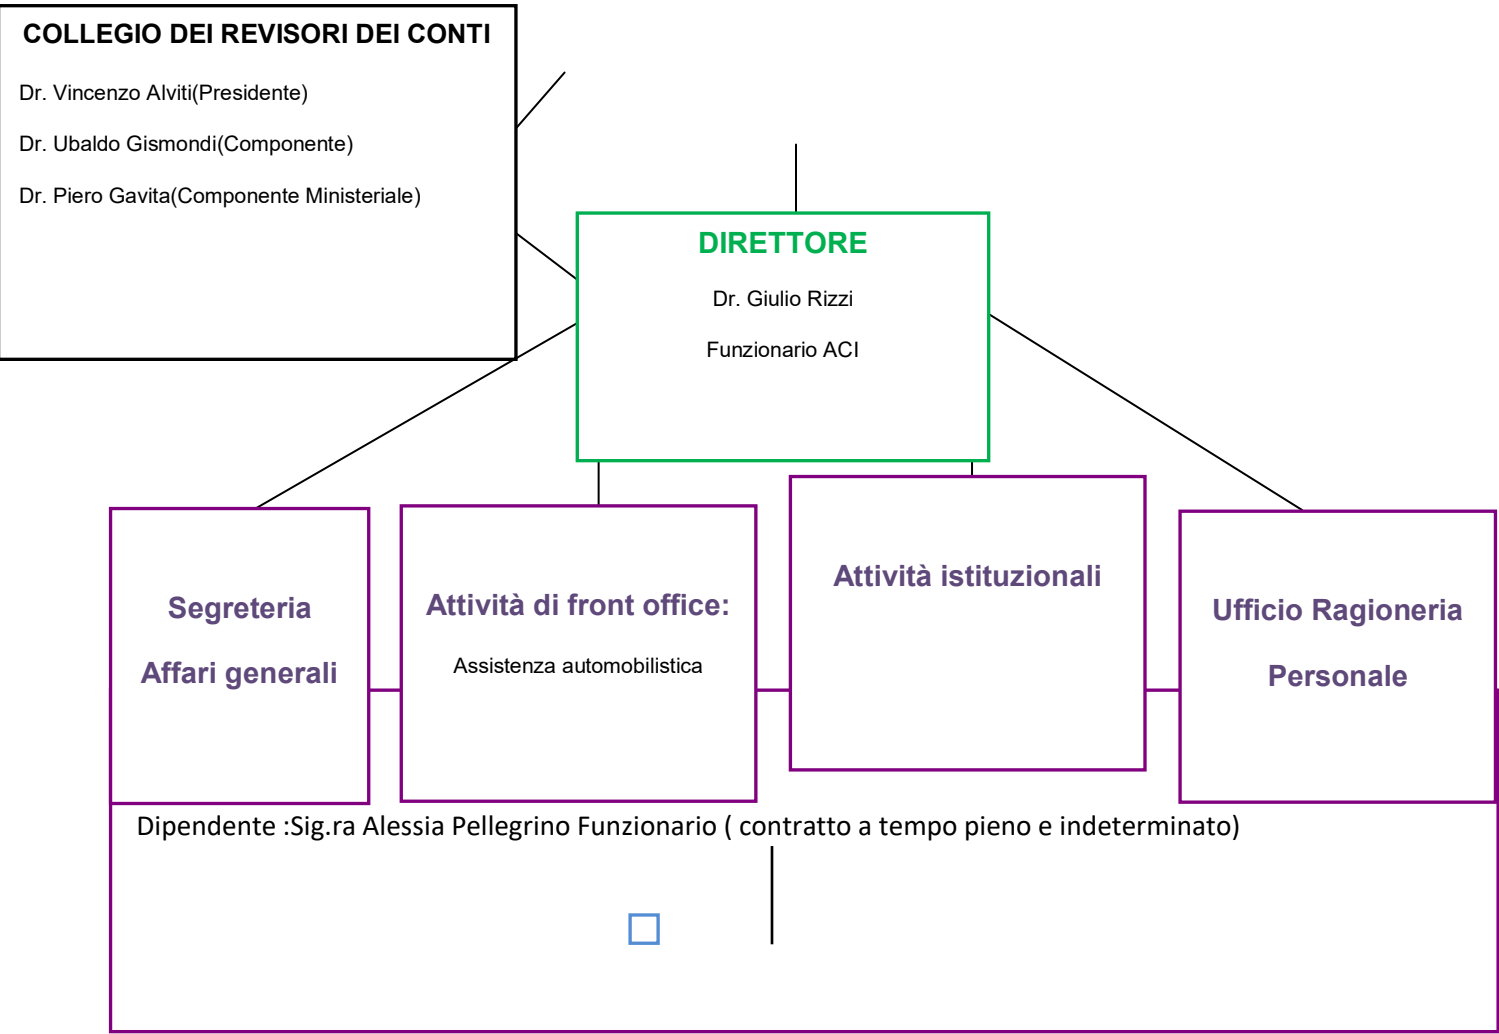 COLLEGIO DEI REVISORI DEI CONTI
Dr. Vincenzo Alviti(Presidente)
Dr. Ubaldo Gismondi(Componente)
Dr. Piero Gavita(Componente Ministeriale)
DIRETTORE
Dr. Giulio Rizzi
Funzionario ACI
Segreteria
Affari generali
Attività di front office:
Assistenza automobilistica
Attività istituzionali
Ufficio Ragioneria
Personale
Dipendente :Sig.ra Alessia Pellegrino Funzionario ( contratto a tempo pieno e indeterminato)